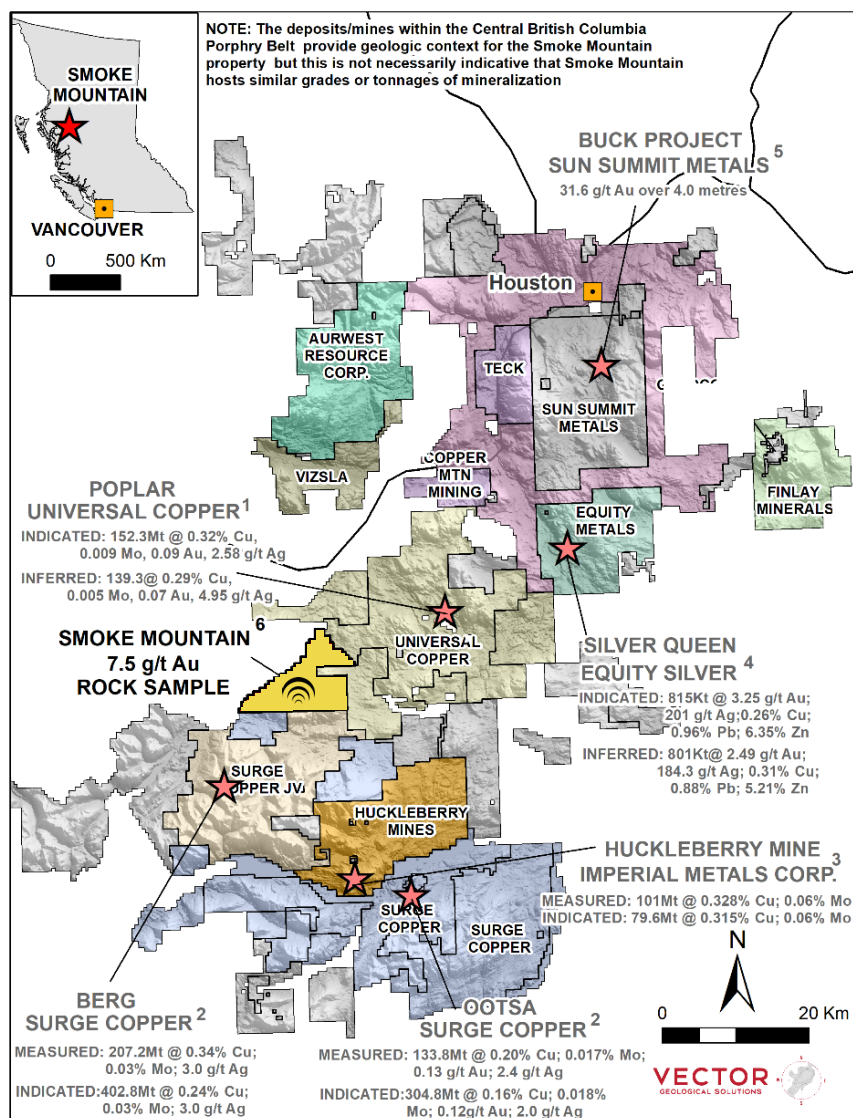 NOTE: The deposits/mines within the Central British Columbia
Porphry Belt provide geologic context for the Smoke Mountain
property but this is not necessarily indicative that Smoke Mountain
hosts similar grades or tonnages of mineralization
SMOKE
MOUNTAIN
VANCOUVER
0 500 Km
BUCK PROJECT
SUN SUMMIT METALS 5
31.6 g/t Au over 4.0 metres
Houston
AURWEST
RESOURCE
CORP.
TECK
SUN SUMMIT
METALS
VIZSLA
COPPER
MTN
MINING
EQUITY
METALS
FINLAY
MINERALS
POPLAR
UNIVERSAL COPPER 1
INDICATED: 152.3Mt @ 0.32% Cu,
0.009 Mo, 0.09 Au, 2.58 g/t Ag
INFERRED: 139.3@ 0.29% Cu,
0.005 Mo, 0.07 Au, 4.95 g/t Ag
6
UNIVERSAL
COPPER
SMOKE MOUNTAIN
7.5 g/t Au
ROCK SAMPLE
SILVER QUEEN
EQUITY SILVER 4
INDICATED: 815Kt @ 3.25 g/t Au;
201 g/t Ag;0.26% Cu;
0.96% Pb; 6.35% Zn
INFERRED: 801Kt@ 2.49 g/t Au;
184.3 g/t Ag; 0.31% Cu;
0.88% Pb; 5.21% Zn
SURGE
JV
HUCKLEBERRY
MINES
HUCKLEBERRY MINE 3
IMPERIAL METALS CORP.
MEASURED: 101Mt @ 0.328% Cu; 0.06% Mo
INDICATED: 79.6Mt @ 0.315% Cu; 0.06% Mo
SURGE
COPPER
SURGE
COPPER
N
BERG
SURGE COPPER 2
MEASURED: 207.2Mt @ 0.34% Cu;
0.03% Mo; 3.0 g/t Ag
INDICATED:402.8Mt @ 0.24% Cu;
0.03% Mo; 3.0 g/t Ag
OOTSA
SURGE COPPER 2
MEASURED: 133.8Mt @ 0.20% Cu; 0.017% Mo;
0.13 g/t Au; 2.4 g/t Ag
INDICATED:304.8Mt @ 0.16% Cu; 0.018%
Mo; 0.12g/t Au; 2.0 g/t Ag
0 20 Km
VECTOR
GEOLOGICAL SOLUTIONS